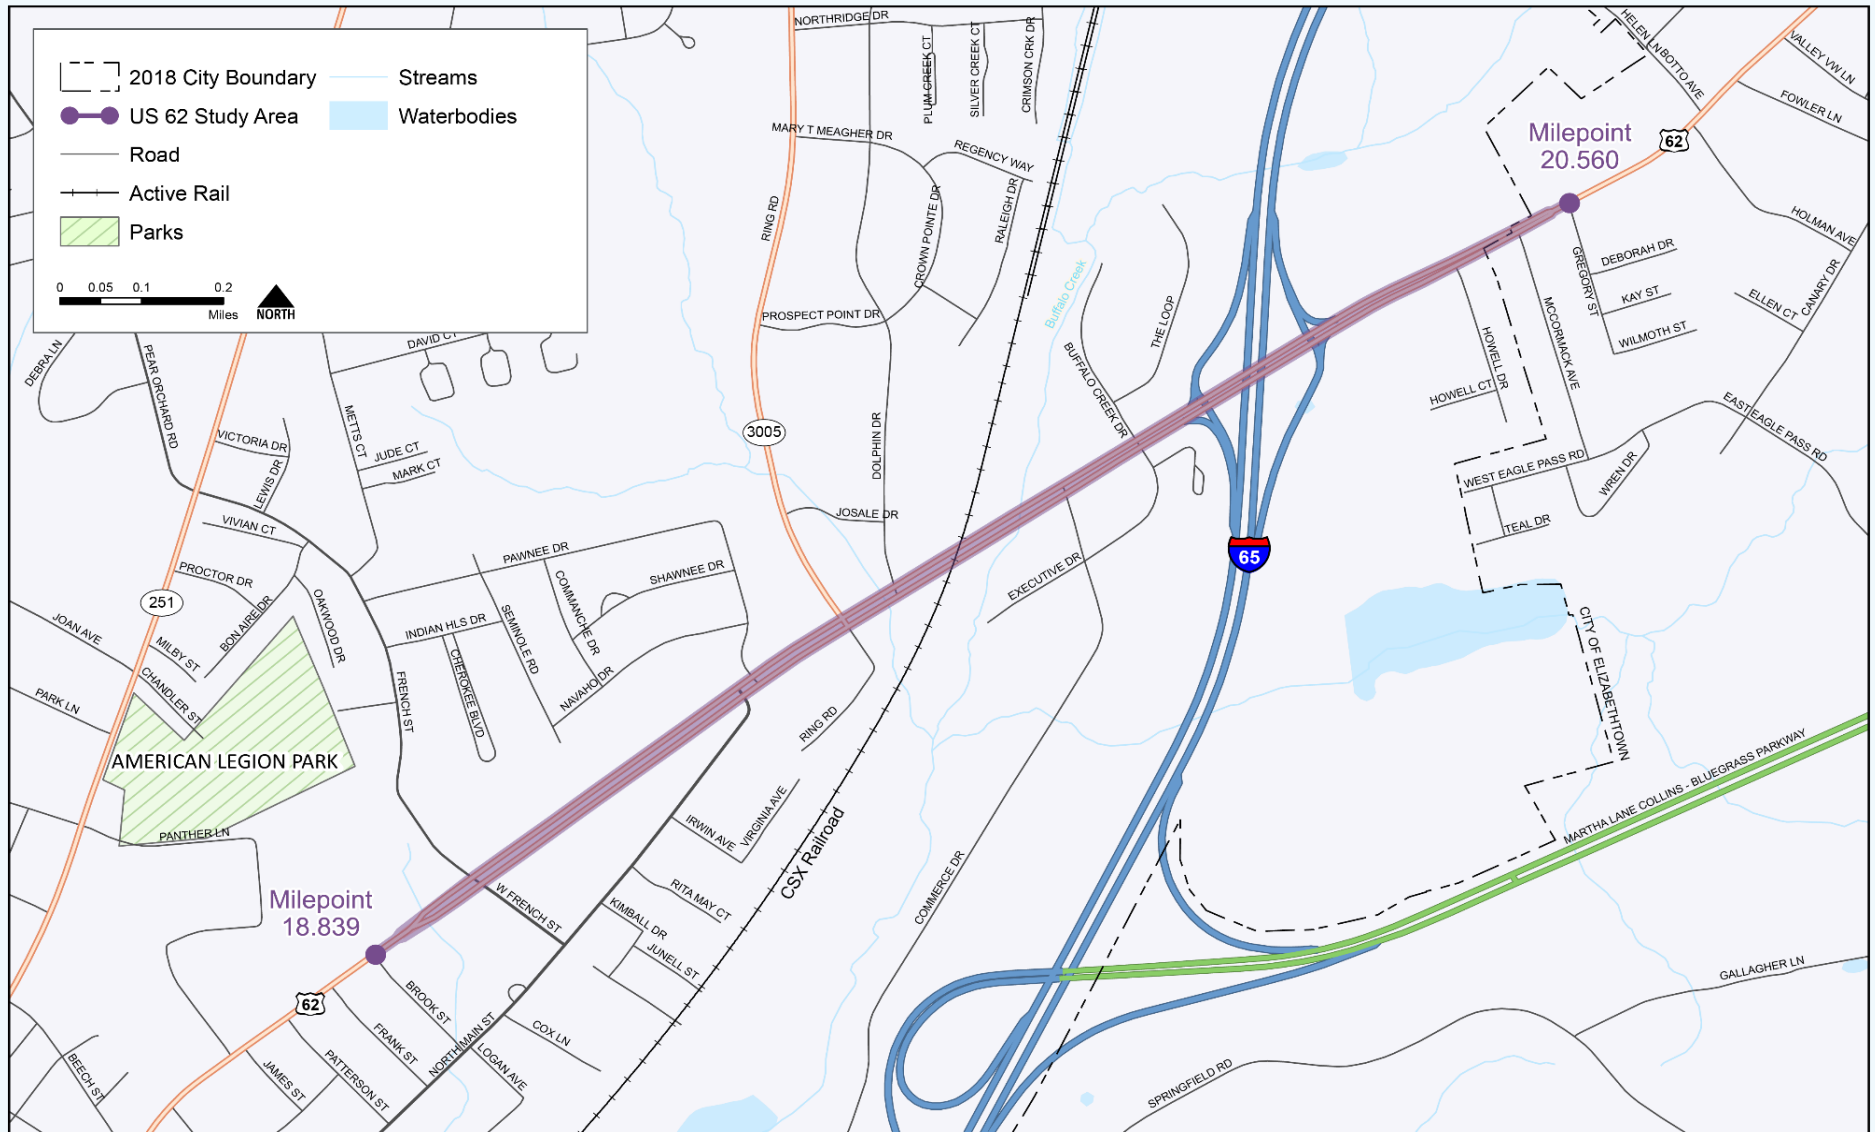 2018 City Boundary
US 62 Study Area
Road
Active Rail
Parks
Streams
Waterbodies
0 0.05 0.1 0.2
Miles
NORTH
NORTHRIDGE DR
PLUM CREEK CT
SILVER CREEK CT
CRIMSON CRK DR
MARY T MEAGHER DR
REGENCY WAY
RALEIGH DR
CROWN POINTE DR
RING RD
PROSPECT POINT DR
Buffalo Creek
THE LOOP
BUFFALO CREEK DR
HELEN LN
BOTTO AVE
VALLEY VW LN
FOWLER LN
62
Milepoint
20.560
HOLMAN AVE
CANARY DR
DEBORAH DR
GREGORY ST
KAY ST
ELLEN CT
WILMOTH ST
MCCORMACK AVE
HOWELL DR
HOWELL CT
EAST EAGLE PASS RD
WEST EAGLE PASS RD
WREN DR
TEAL DR
DEBRA LN
PEAR ORCHARD RD
DAVID CT
METTS CT
VICTORIA DR
JUDE CT
MARK CT
LEWIS DR
VIVIAN CT
3005
DOLPHIN DR
JOSALE DR
65
EXECUTIVE DR
PAWNEE DR
SHAWNEE DR
COMMANCHE DR
PROCTOR DR
251
BON AIRE DR
OAKWOOD DR
JOAN AVE
MILBY ST
INDIAN HLS DR
SEMINOLE RD
CHEROKEE BLVD
NAVAHO DR
CHANDLER ST
PARK LN
FRENCH ST
CITY OF ELIZABETHTOWN
RING RD
AMERICAN LEGION PARK
MARTHA LANE COLLINS - BLUEGRASS PARKWAY
PANTHER LN
IRWIN AVE
VIRGINIA AVE
CSX Railroad
COMMERCE DR
Milepoint
18.839
W FRENCH ST
RITA MAY CT
KIMBALL DR
JUNELL ST
GALLAGHER LN
62
BROOK ST
FRANK ST
NORTH MAIN ST
COX LN
LOGAN AVE
BEECH ST
JAMES ST
PATTERSON ST
SPRINGFIELD RD